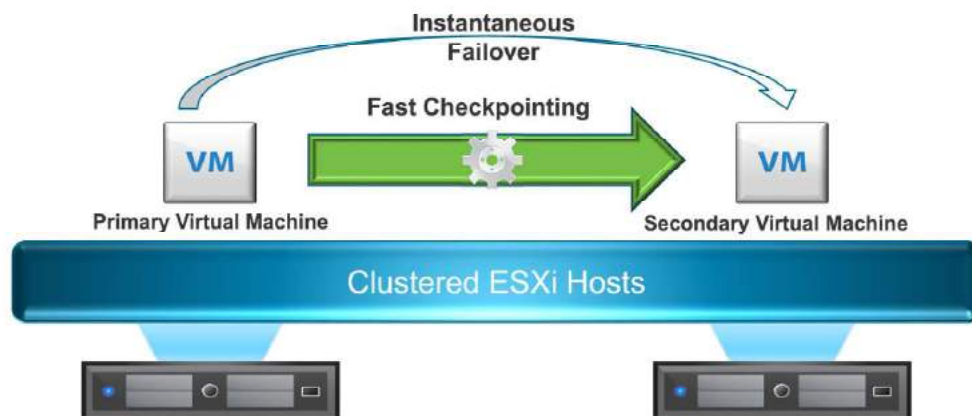 Instantaneous
Failover
Fast Checkpointing
VM
VM
Primary Virtual Machine
Secondary Virtual Machine
Clustered ESXi Hosts